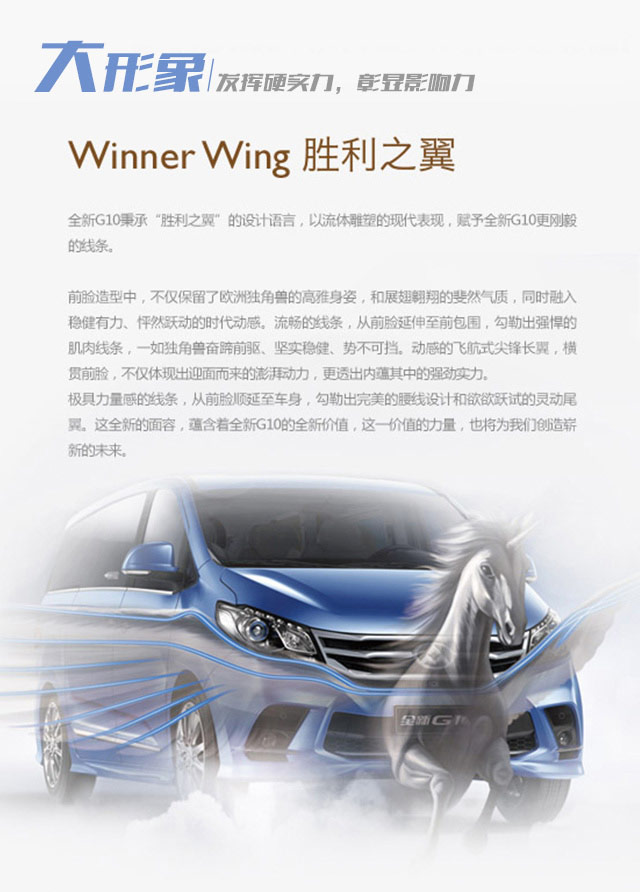 大形象 发挥硬实力，彰显影响力
Winner Wing 胜利之翼
全新G10秉承“胜利之翼”的设计语言，以流体雕塑的现代表现，赋予全新G10更刚毅
的线条。
前脸造型中，不仅保留了欧洲独角兽的高雅身姿，和展翅翱翔的斐然气质，同时融入
稳健有力、怦然跃动的时代动感。流畅的线条，从前脸延伸至前包围，勾勒出强悍的
肌肉线条，一如独角兽奋蹄前驱、坚实稳健、势不可挡。动感的飞航式尖锋长翼，横
贯前脸，不仅体现出迎面而来的澎湃动力，更透出内蕴其中的强劲实力。
极具力量感的线条，从前脸顺延至车身，勾勒出完美的腰线设计和欲欲跃试的灵动尾
翼。这全新的面容，蕴含着全新G10的全新价值，这一价值的力量，也将为我们创造崭
新的未来。
全新G10